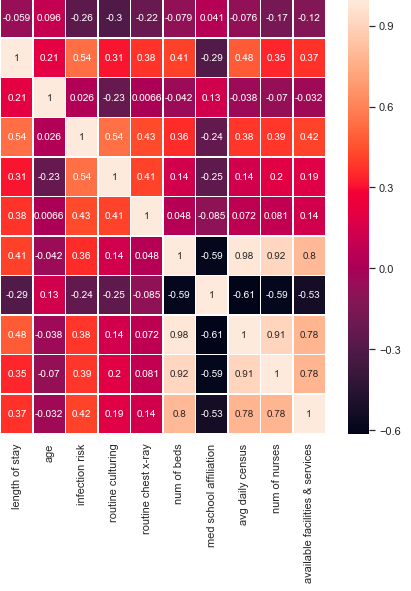 -0.059 0.096 -0.26 -0.3 -0.22 -0.079 0.041 -0.076 -0.17 -0.12
1 0.21 0.54 0.31 0.38 0.41 -0.29 0.48 0.35 0.37
0.21 1 0.026 -0.23 0.0066 -0.042 0.13 -0.038 -0.07 -0.032
0.54 0.026 1 0.54 0.43 0.36 -0.24 0.38 0.39 0.42
0.31 -0.23 0.54 1 0.41 0.14 -0.25 0.14 0.2 0.19
0.38 0.0066 0.43 0.41 1 0.048 -0.085 0.072 0.081 0.14
0.41 -0.042 0.36 0.14 0.048 1 -0.59 0.98 0.92 0.8
-0.29 0.13 -0.24 -0.25 -0.085 -0.59 1 -0.61 -0.59 -0.53
0.48 -0.038 0.38 0.14 0.072 0.98 -0.61 1 0.91 0.78
0.35 -0.07 0.39 0.2 0.081 0.92 -0.59 0.91 1 0.78
0.37 -0.032 0.42 0.19 0.14 0.8 -0.53 0.78 0.78 1
length of stay
age
infection risk
routine culturing
routine chest x-ray
num of beds
med school affiliation
avg daily census
num of nurses
available facilities & services
0.9
0.6
0.3
0.0
-0.3
-0.6